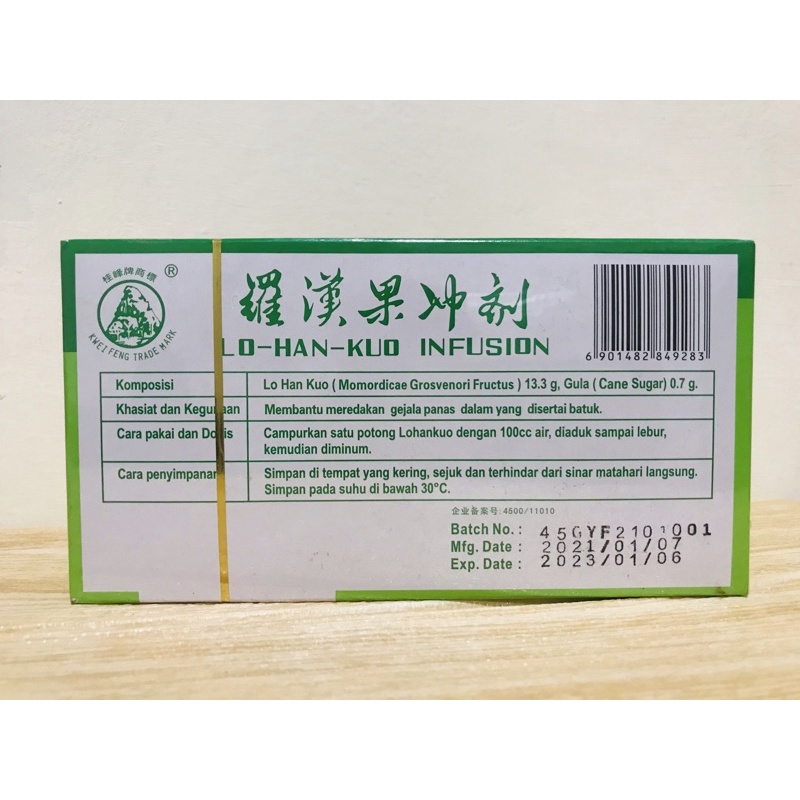 桂峰牌商標 ®
KWEI FENG TRADE MARK
羅漢果冲剂
LO-HAN-KUO INFUSION
6 901482 849283
Komposisi Lo Han Kuo ( Momordicae Grosvenori Fructus ) 13.3 g, Gula ( Cane Sugar) 0.7 g.
Khasiat dan Kegunaan Membantu meredakan gejala panas dalam yang disertai batuk.
Cara pakai dan Dosis Campurkan satu potong Lohankuo dengan 100cc air, diaduk sampai lebur,
kemudian diminum.
Cara penyimpanan Simpan di tempat yang kering, sejuk dan terhindar dari sinar matahari langsung.
Simpan pada suhu di bawah 30°C.
企业备案号: 4500/11010
Batch No. : 45GYF2101001
Mfg. Date : 2021/01/07
Exp. Date : 2023/01/06